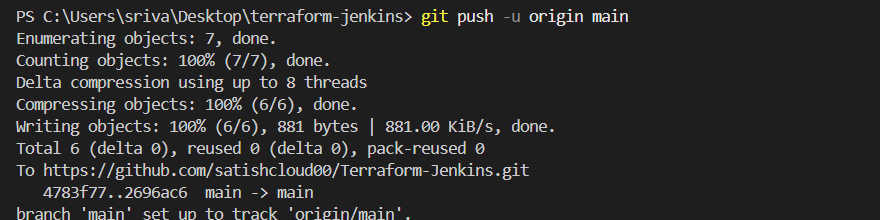 PS C:\Users\sriva\Desktop\terraform-jenkins> git push -u origin main
Enumerating objects: 7, done.
Counting objects: 100% (7/7), done.
Delta compression using up to 8 threads
Compressing objects: 100% (6/6), done.
Writing objects: 100% (6/6), 881 bytes | 881.00 KiB/s, done.
Total 6 (delta 0), reused 0 (delta 0), pack-reused 0
To https://github.com/satishcloud00/Terraform-Jenkins.git
   4783f77..2696ac6  main -> main
branch 'main' set up to track 'origin/main'.